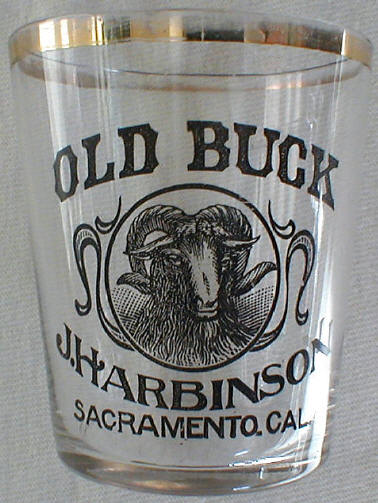 OLD BUCK
J. HARBINSON
SACRAMENTO. CAL.